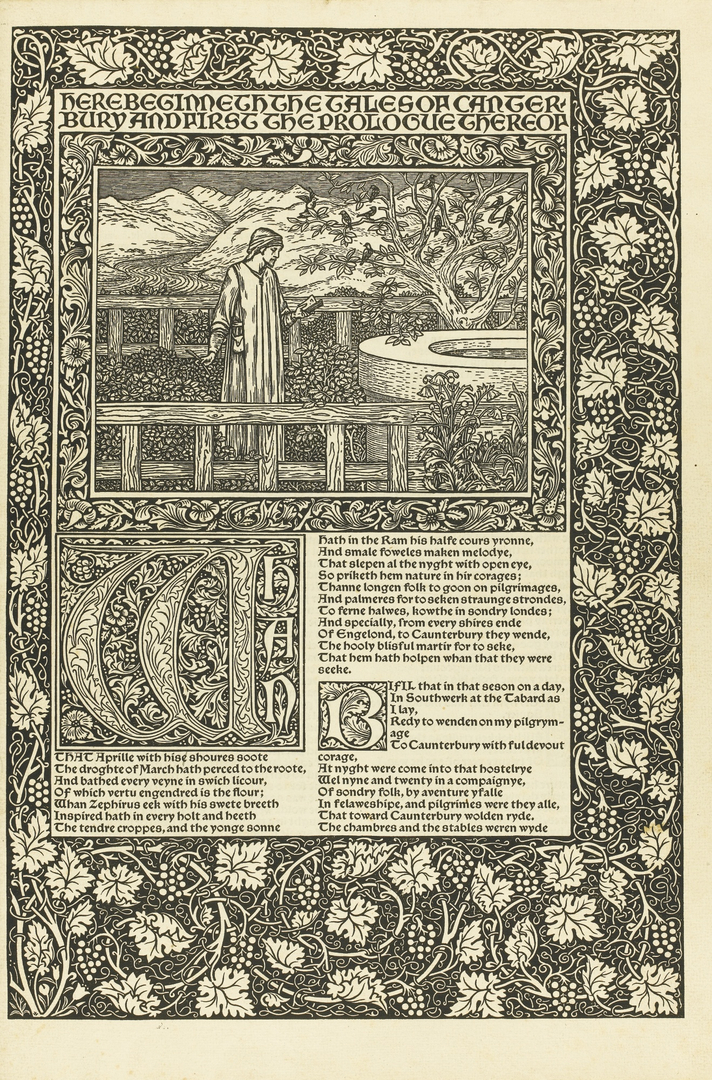 HERE BEGINNETH THE TALES OF CANTER-
BURY AND FIRST THE PROLOGUE THEREOF
WHAN
THAT Aprille with hise shoures soote
The droghte of March hath perced to the roote,
And bathed every veyne in swich licour,
Of which vertu engendred is the flour;
Whan Zephirus eek with his swete breeth
Inspired hath in every holt and heeth
The tendre croppes, and the yonge sonne
Hath in the Ram his halfe cours yronne,
And smale foweles maken melodye,
That slepen al the nyght with open eye,
So priketh hem nature in hir corages;
Thanne longen folk to goon on pilgrimages,
And palmeres for to seken straunge strondes,
To ferne halwes, kowthe in sondry londes;
And specially, from every shires ende
Of Engelond, to Caunterbury they wende,
The hooly blisful martir for to seke,
That hem hath holpen whan that they were
seeke.
BIFIL that in that seson on a day,
In Southwerk at the Tabard as
I lay,
Redy to wenden on my pilgrym-
age
To Caunterbury with ful devout
corage,
At nyght were come into that hostelrye
Wel nyne and twenty in a compaignye,
Of sondry folk, by aventure yfalle
In felaweshipe, and pilgrimes were they alle,
That toward Caunterbury wolden ryde.
The chambres and the stables weren wyde